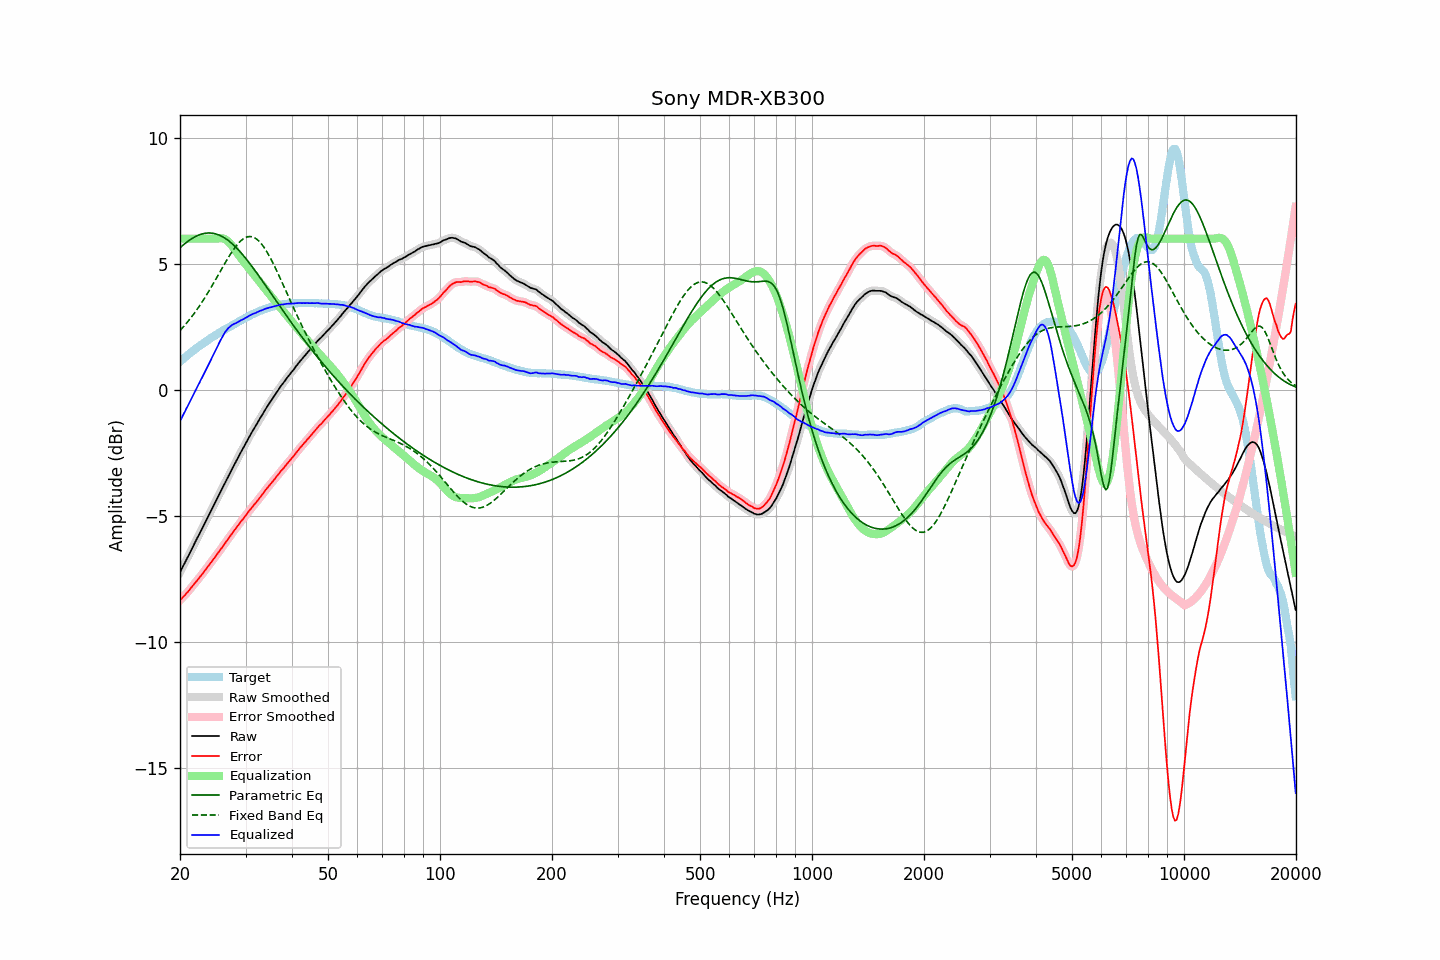 Sony MDR-XB300
Amplitude (dBr)
10
5
0
−5
−10
−15
Target
Raw Smoothed
Error Smoothed
Raw
Error
Equalization
Parametric Eq
Fixed Band Eq
Equalized
20 50 100 200 500 1000 2000 5000 10000 20000
Frequency (Hz)